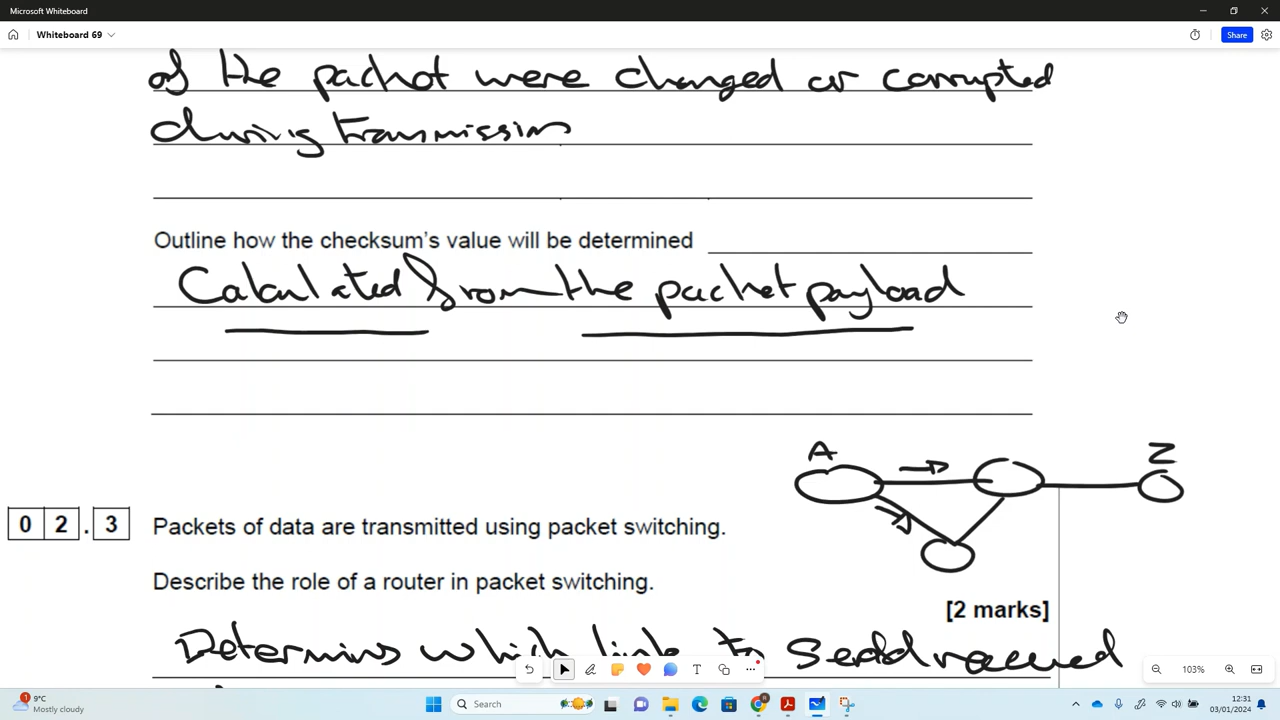 Microsoft Whiteboard
Whiteboard 69
Share
of the packet were changed or corrupted
during transmission
Outline how the checksum's value will be determined
Calculated from the packet payload
A
Z
02.3 Packets of data are transmitted using packet switching.
Describe the role of a router in packet switching.
[2 marks]
Determins which link to send received
103%
9°C
Mostly cloudy
Search
12:31
03/01/2024